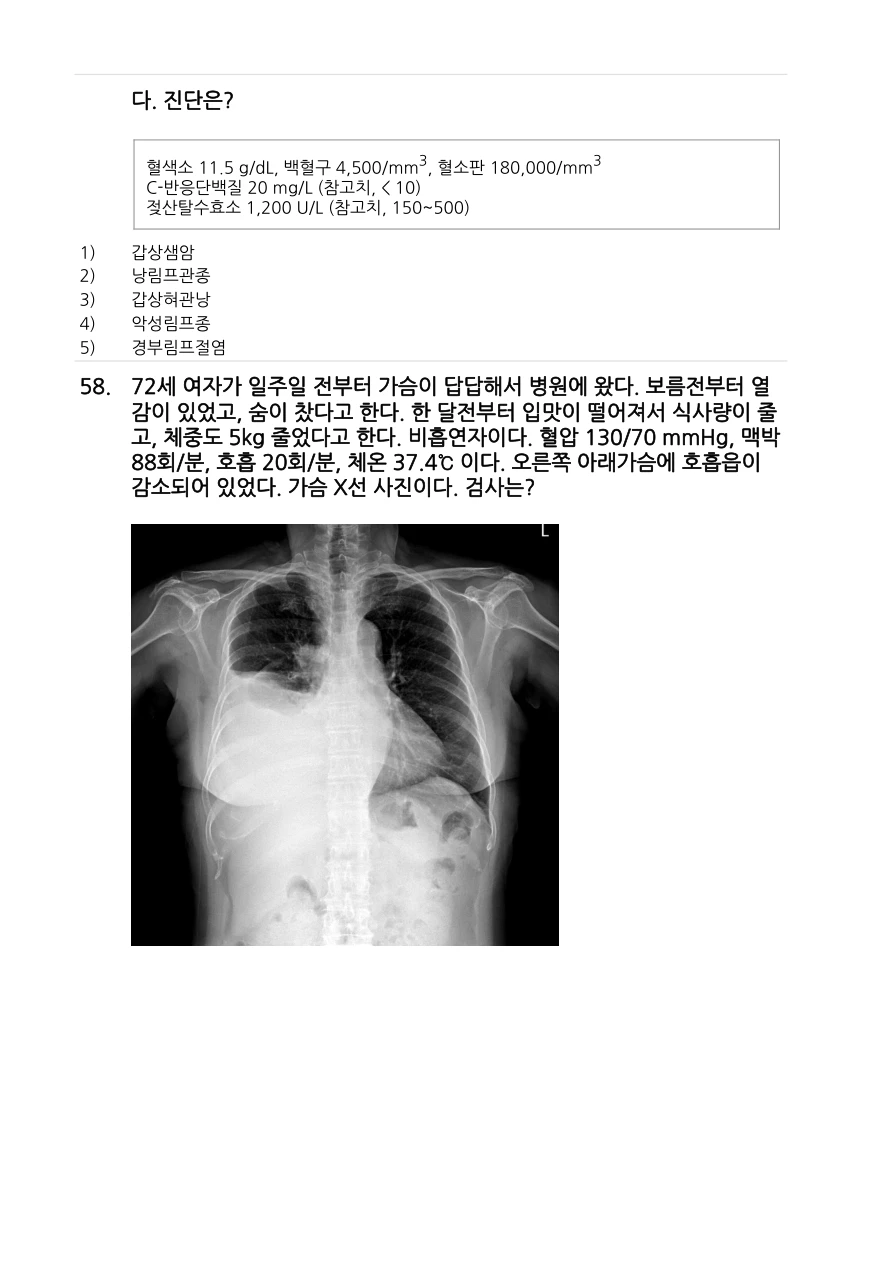 다. 진단은?
혈색소 11.5 g/dL, 백혈구 4,500/mm³, 혈소판 180,000/mm³
C-반응단백질 20 mg/L (참고치, < 10)
젖산탈수효소 1,200 U/L (참고치, 150~500)
1) 갑상샘암
2) 낭림프관종
3) 갑상혀관낭
4) 악성림프종
5) 경부림프절염
58. 72세 여자가 일주일 전부터 가슴이 답답해서 병원에 왔다. 보름전부터 열
감이 있었고, 숨이 찼다고 한다. 한 달전부터 입맛이 떨어져서 식사량이 줄
고, 체중도 5kg 줄었다고 한다. 비흡연자이다. 혈압 130/70 mmHg, 맥박
88회/분, 호흡 20회/분, 체온 37.4℃ 이다. 오른쪽 아래가슴에 호흡읍이
감소되어 있었다. 가슴 X선 사진이다. 검사는?
L